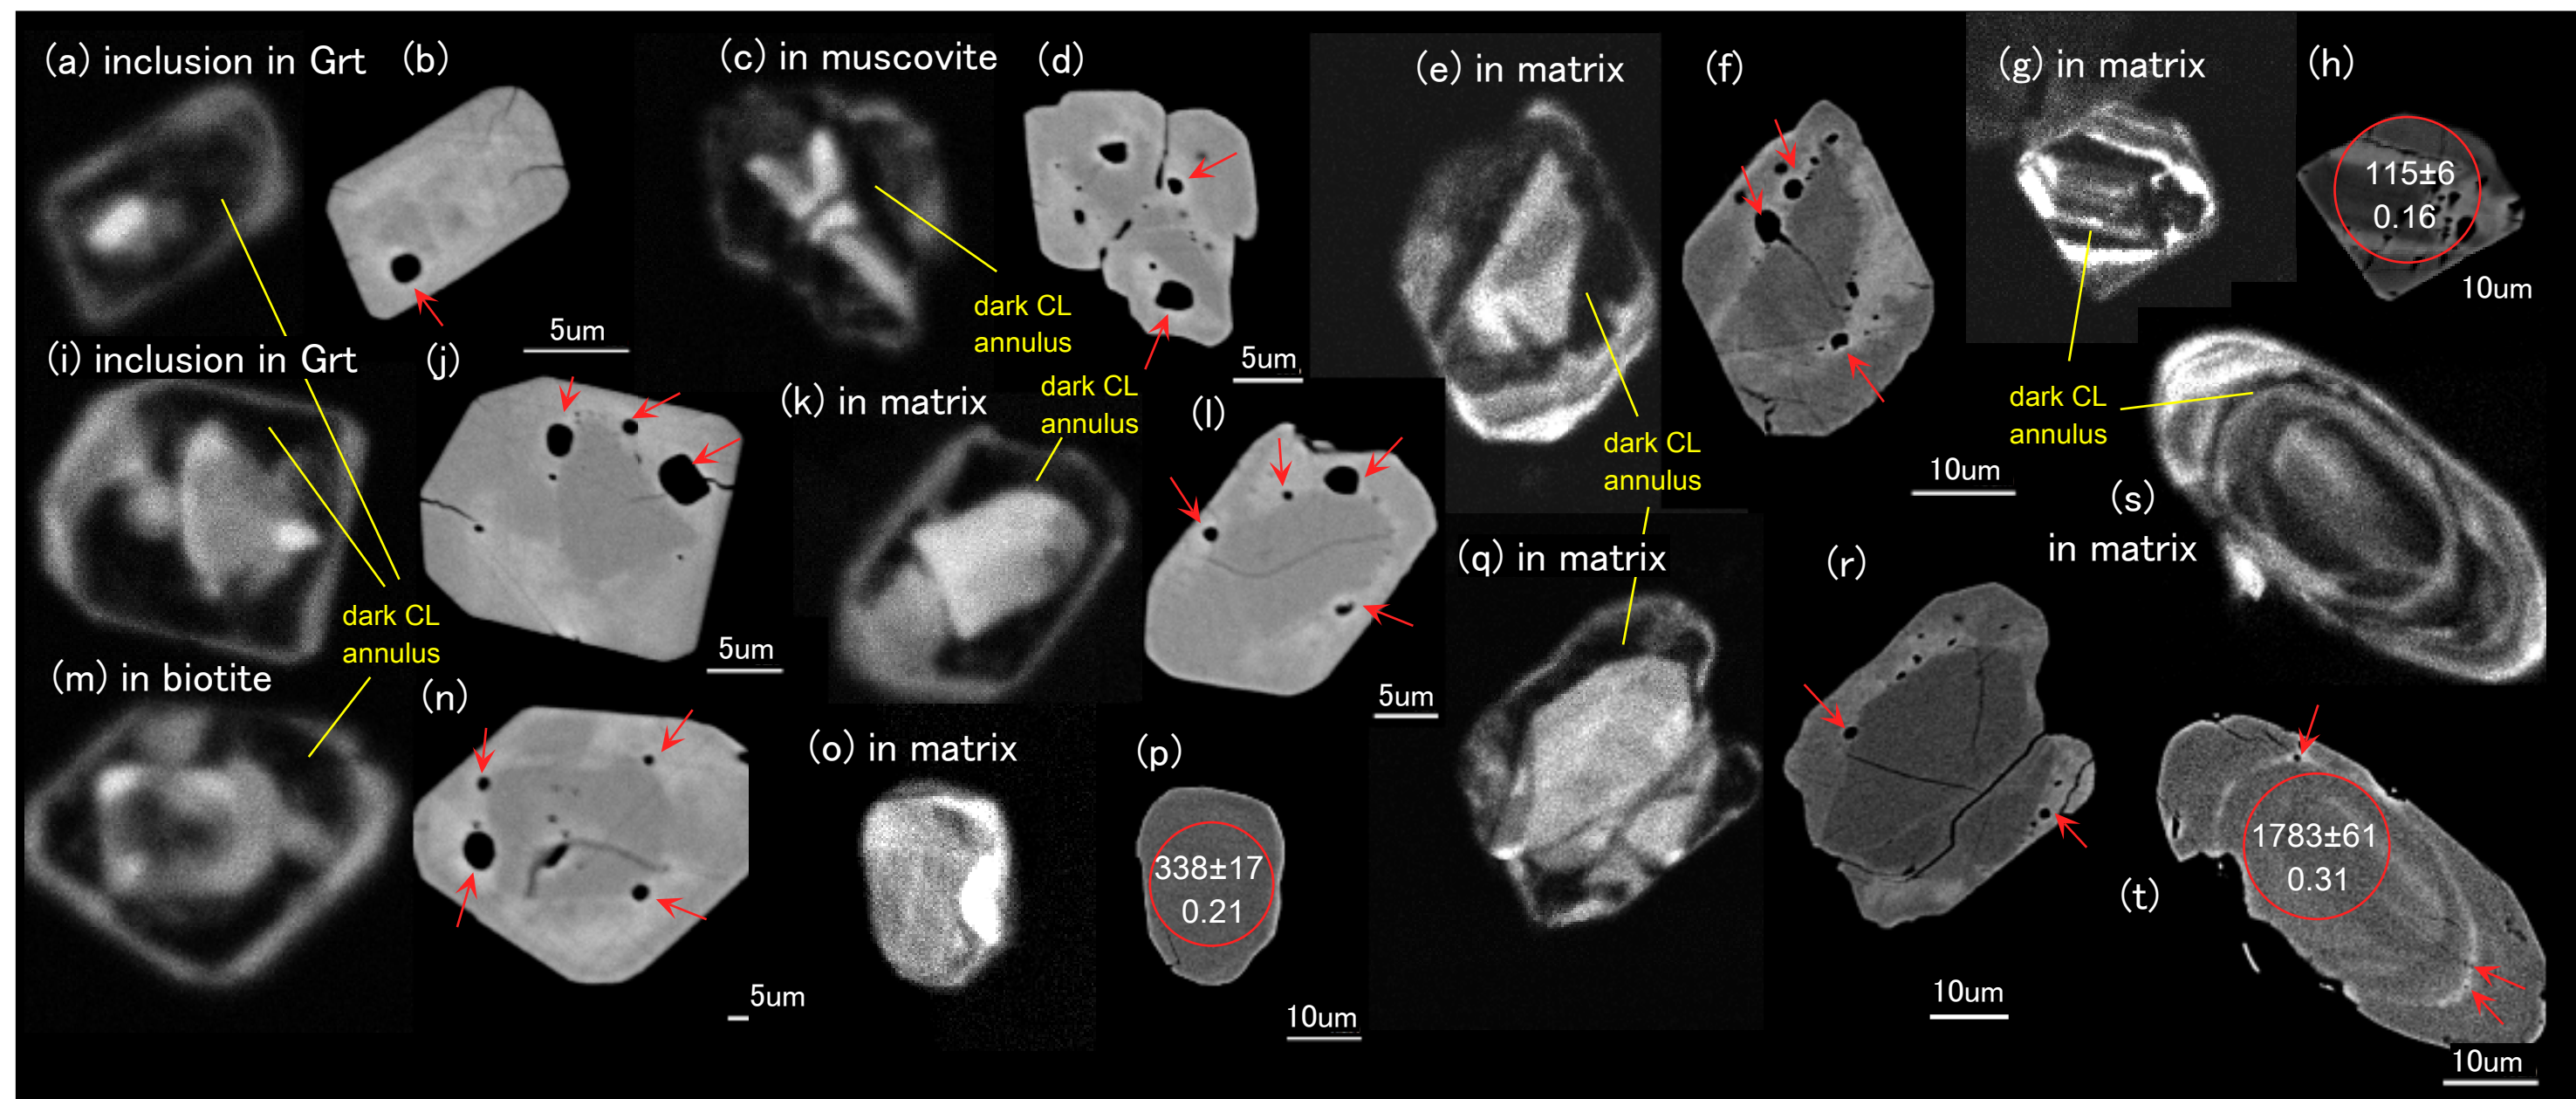 (a) inclusion in Grt
(b)
(c) in muscovite
(d)
(e) in matrix
(f)
(g) in matrix
(h)
115±6
0.16
10um
dark CL
annulus
5um
5um
(i) inclusion in Grt
(j)
(k) in matrix
dark CL
annulus
(l)
dark CL
annulus
10um
dark CL
annulus
(s)
in matrix
dark CL
annulus
5um
5um
(m) in biotite
(n)
(o) in matrix
(p)
(q) in matrix
(r)
338±17
0.21
1783±61
0.31
(t)
5um
10um
10um
10um